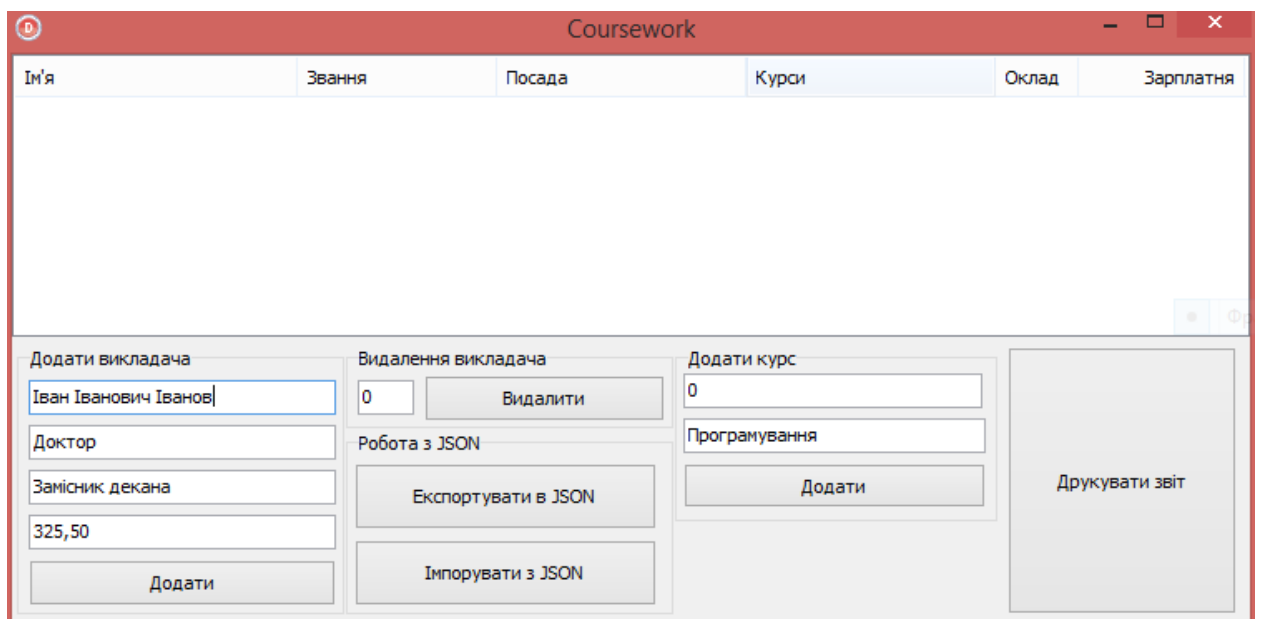 Coursework
Ім'я Звання Посада Курси Оклад Зарплатня
Додати викладача
Іван Іванович Іванов
Доктор
Замісник декана
325,50
Додати
Видалення викладача
0 Видалити
Робота з JSON
Експортувати в JSON
Імпорувати з JSON
Додати курс
0
Програмування
Додати
Друкувати звіт